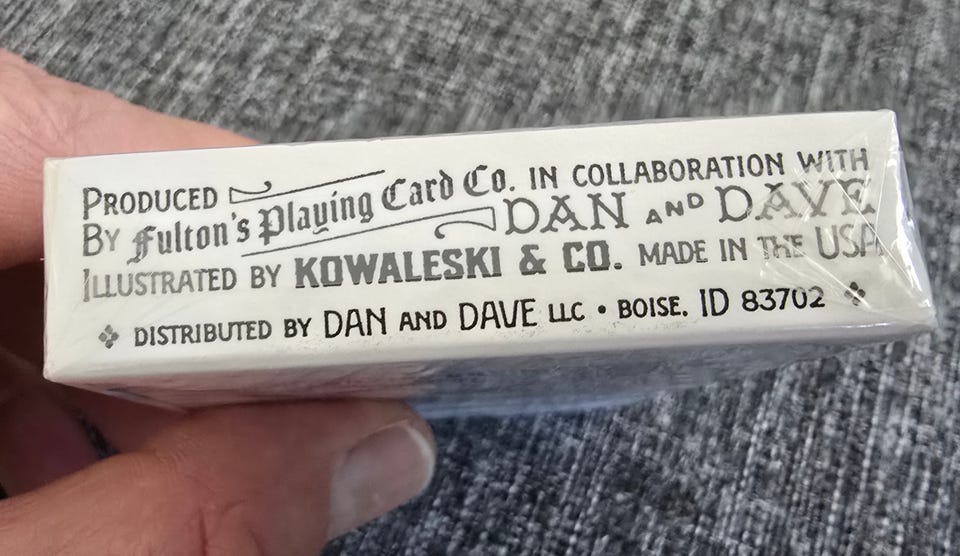 PRODUCED BY Fulton's Playing Card Co. IN COLLABORATION WITH
DAN AND DAVE
ILLUSTRATED BY KOWALESKI & CO. MADE IN THE USA
DISTRIBUTED BY DAN AND DAVE LLC • BOISE, ID 83702